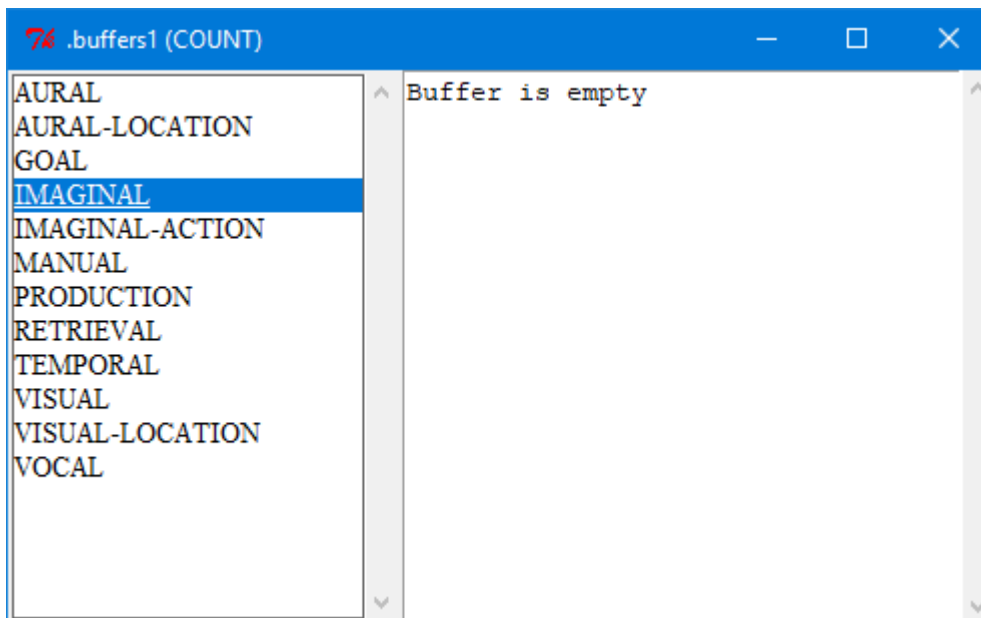 .buffers1 (COUNT)
AURAL
AURAL-LOCATION
GOAL
IMAGINAL
IMAGINAL-ACTION
MANUAL
PRODUCTION
RETRIEVAL
TEMPORAL
VISUAL
VISUAL-LOCATION
VOCAL
Buffer is empty